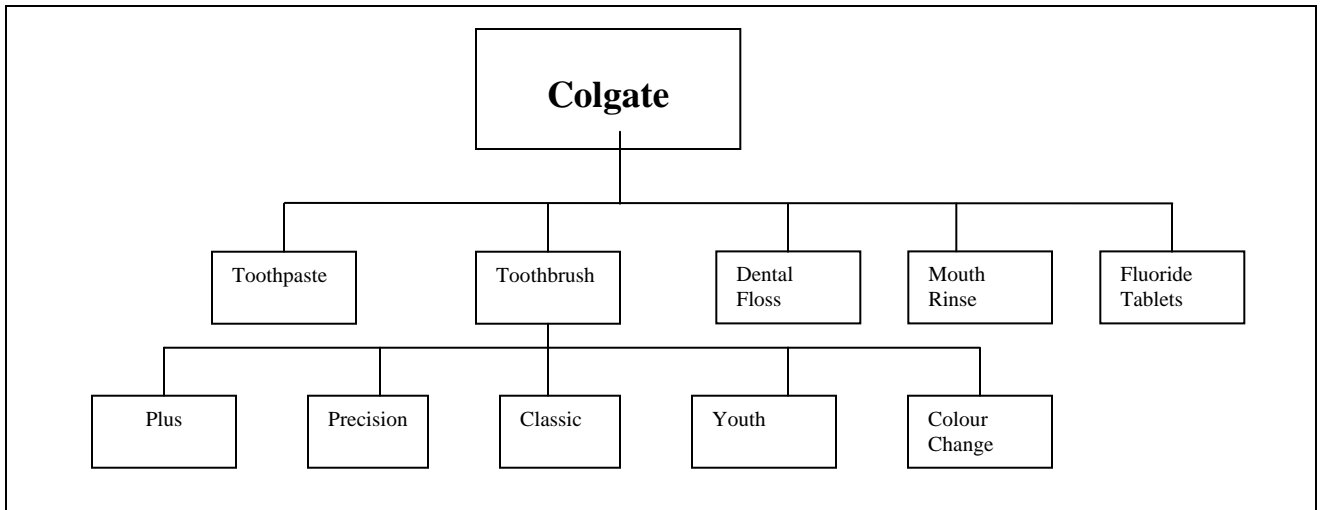 Colgate
Toothpaste
Toothbrush
Dental
Floss
Mouth
Rinse
Fluoride
Tablets
Plus
Precision
Classic
Youth
Colour
Change